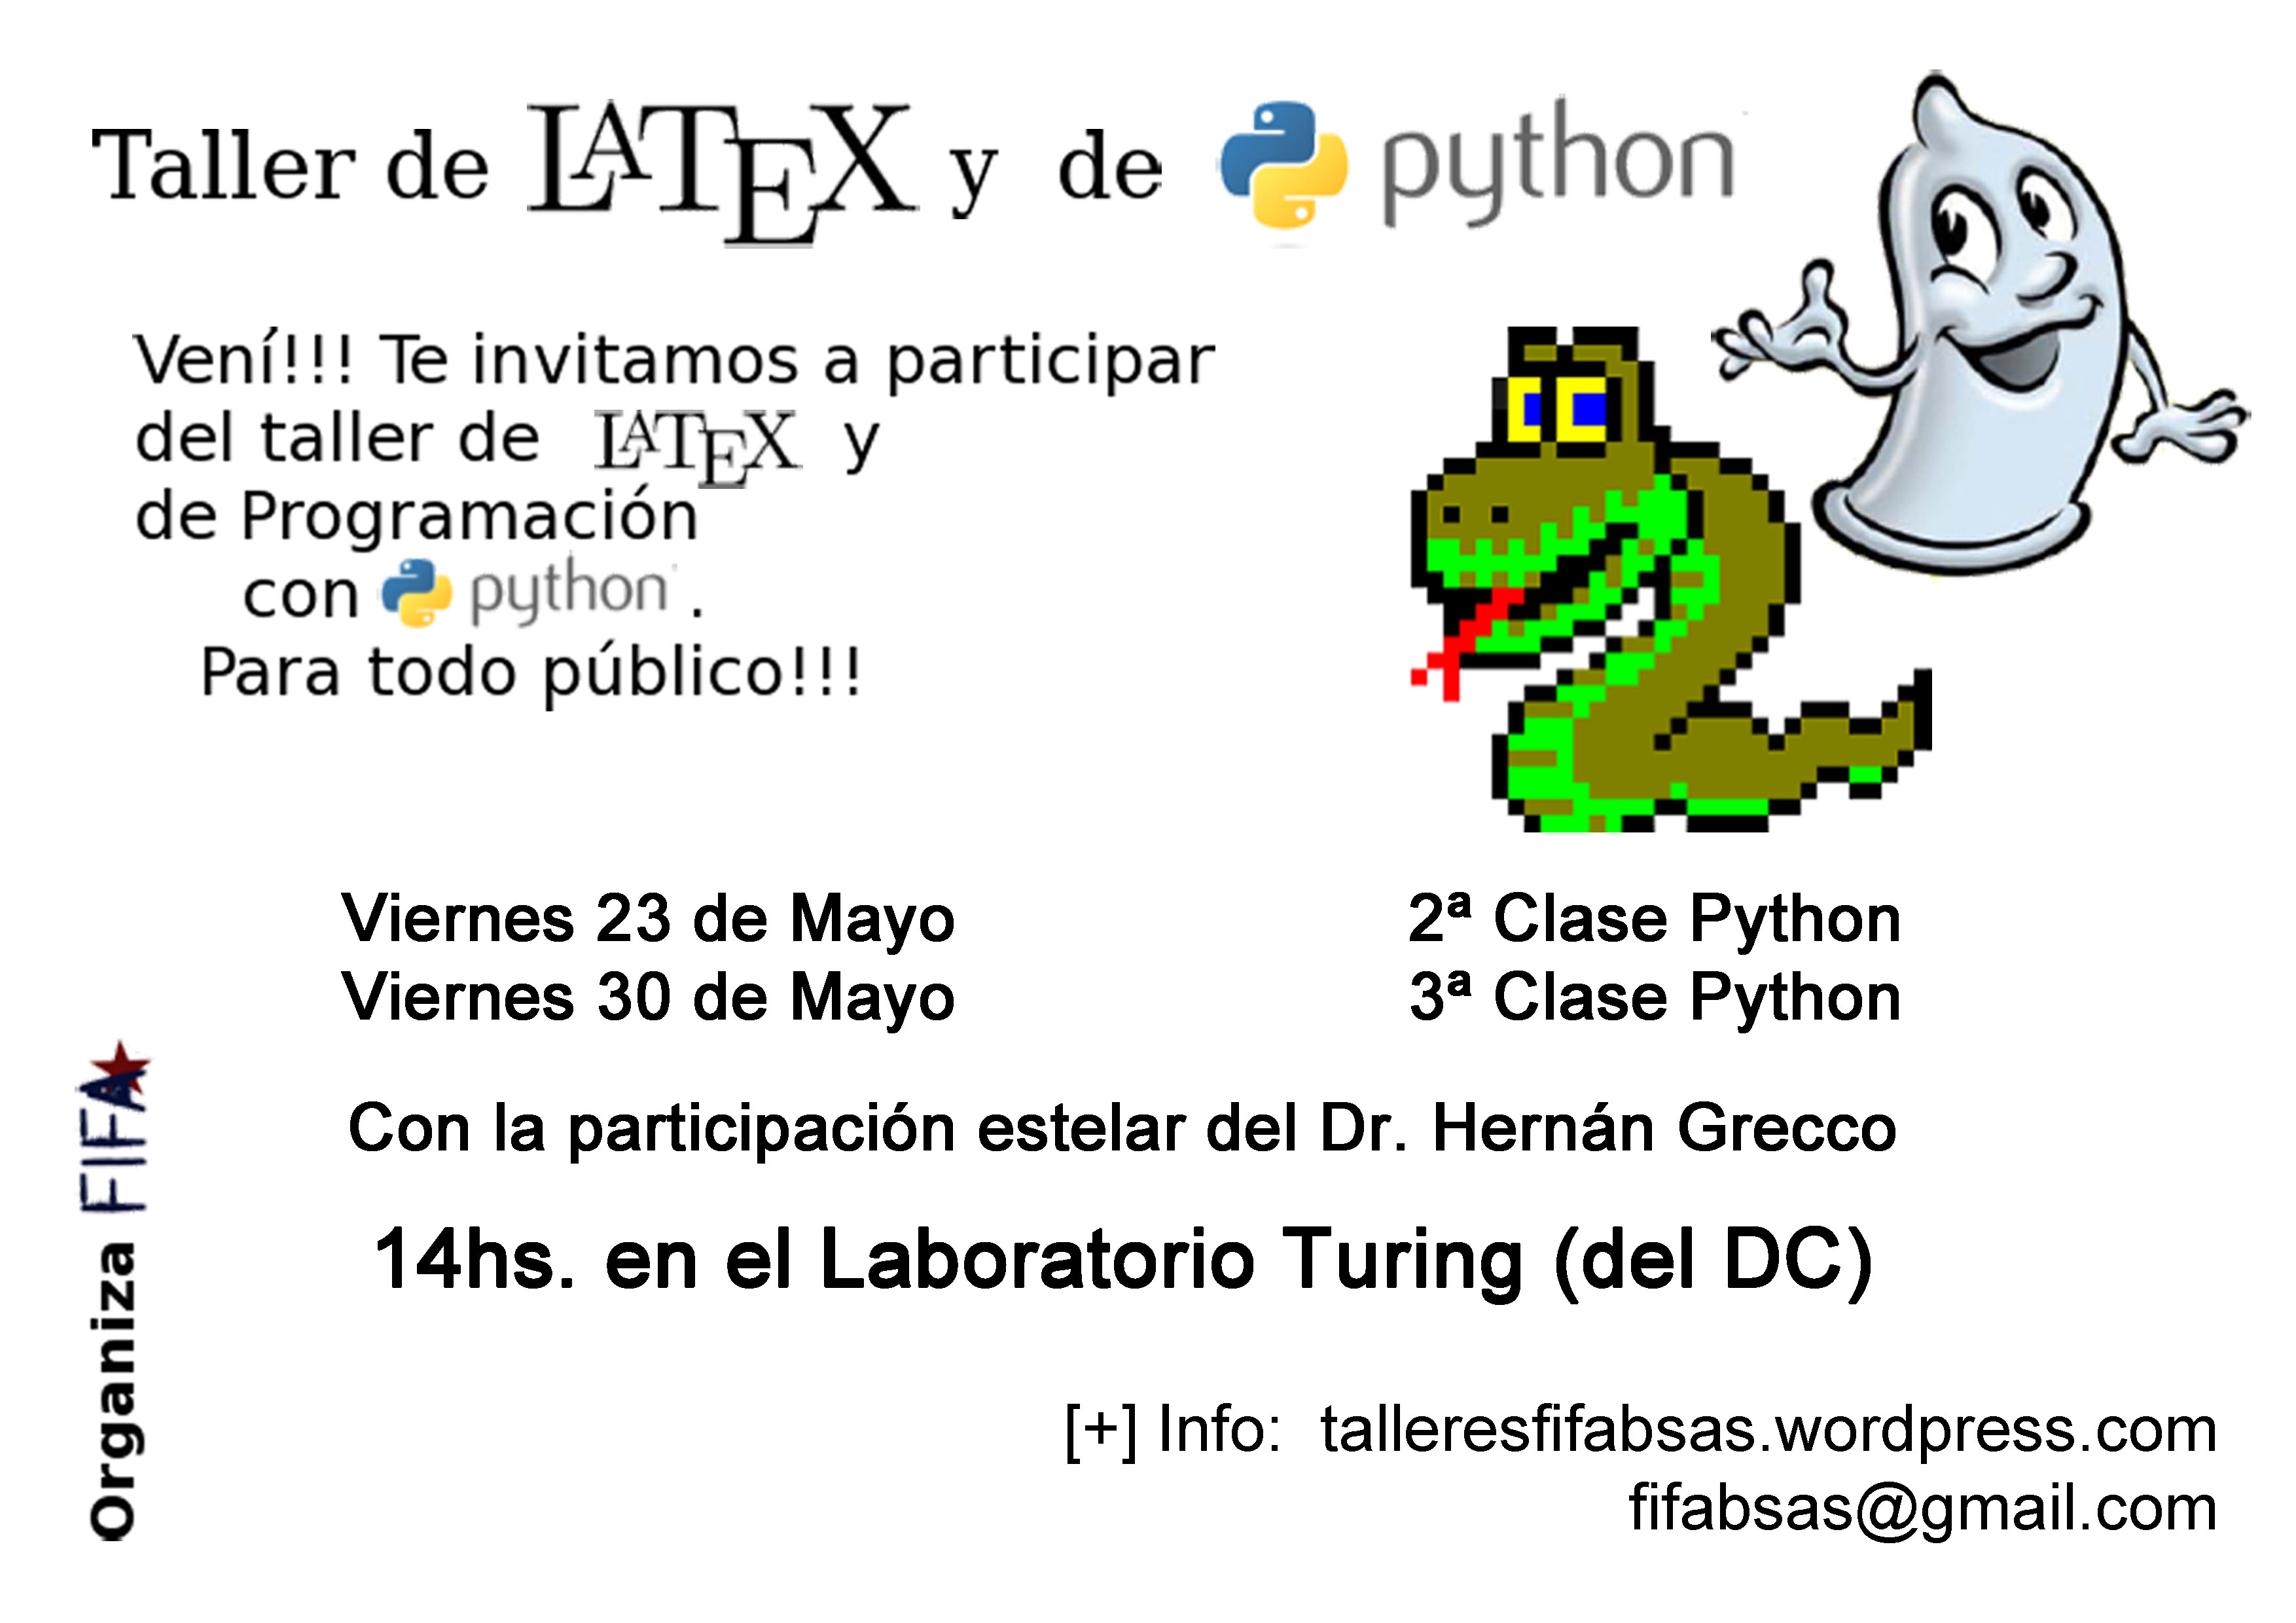 Taller de LATEX y de python
Vení!!! Te invitamos a participar
del taller de LATEX y
de Programación
con python .
Para todo público!!!
Viernes 23 de Mayo 2ª Clase Python
Viernes 30 de Mayo 3ª Clase Python
Con la participación estelar del Dr. Hernán Grecco
14hs. en el Laboratorio Turing (del DC)
Organiza FIFA
[+] Info: talleresfifabsas.wordpress.com
fifabsas@gmail.com